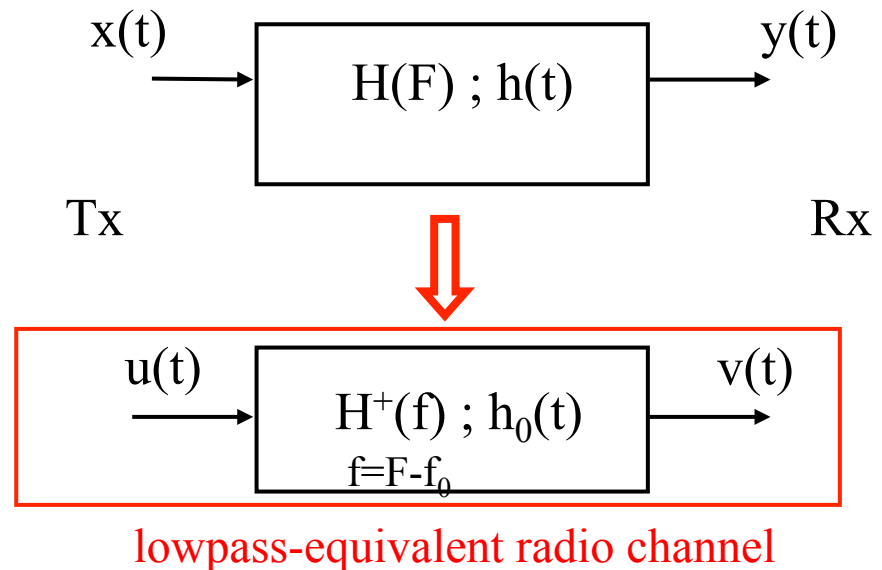 x(t)
y(t)
H(F) ; h(t)
Tx
Rx
u(t)
v(t)
H⁺(f) ; h₀(t)
f=F-f₀
lowpass-equivalent radio channel